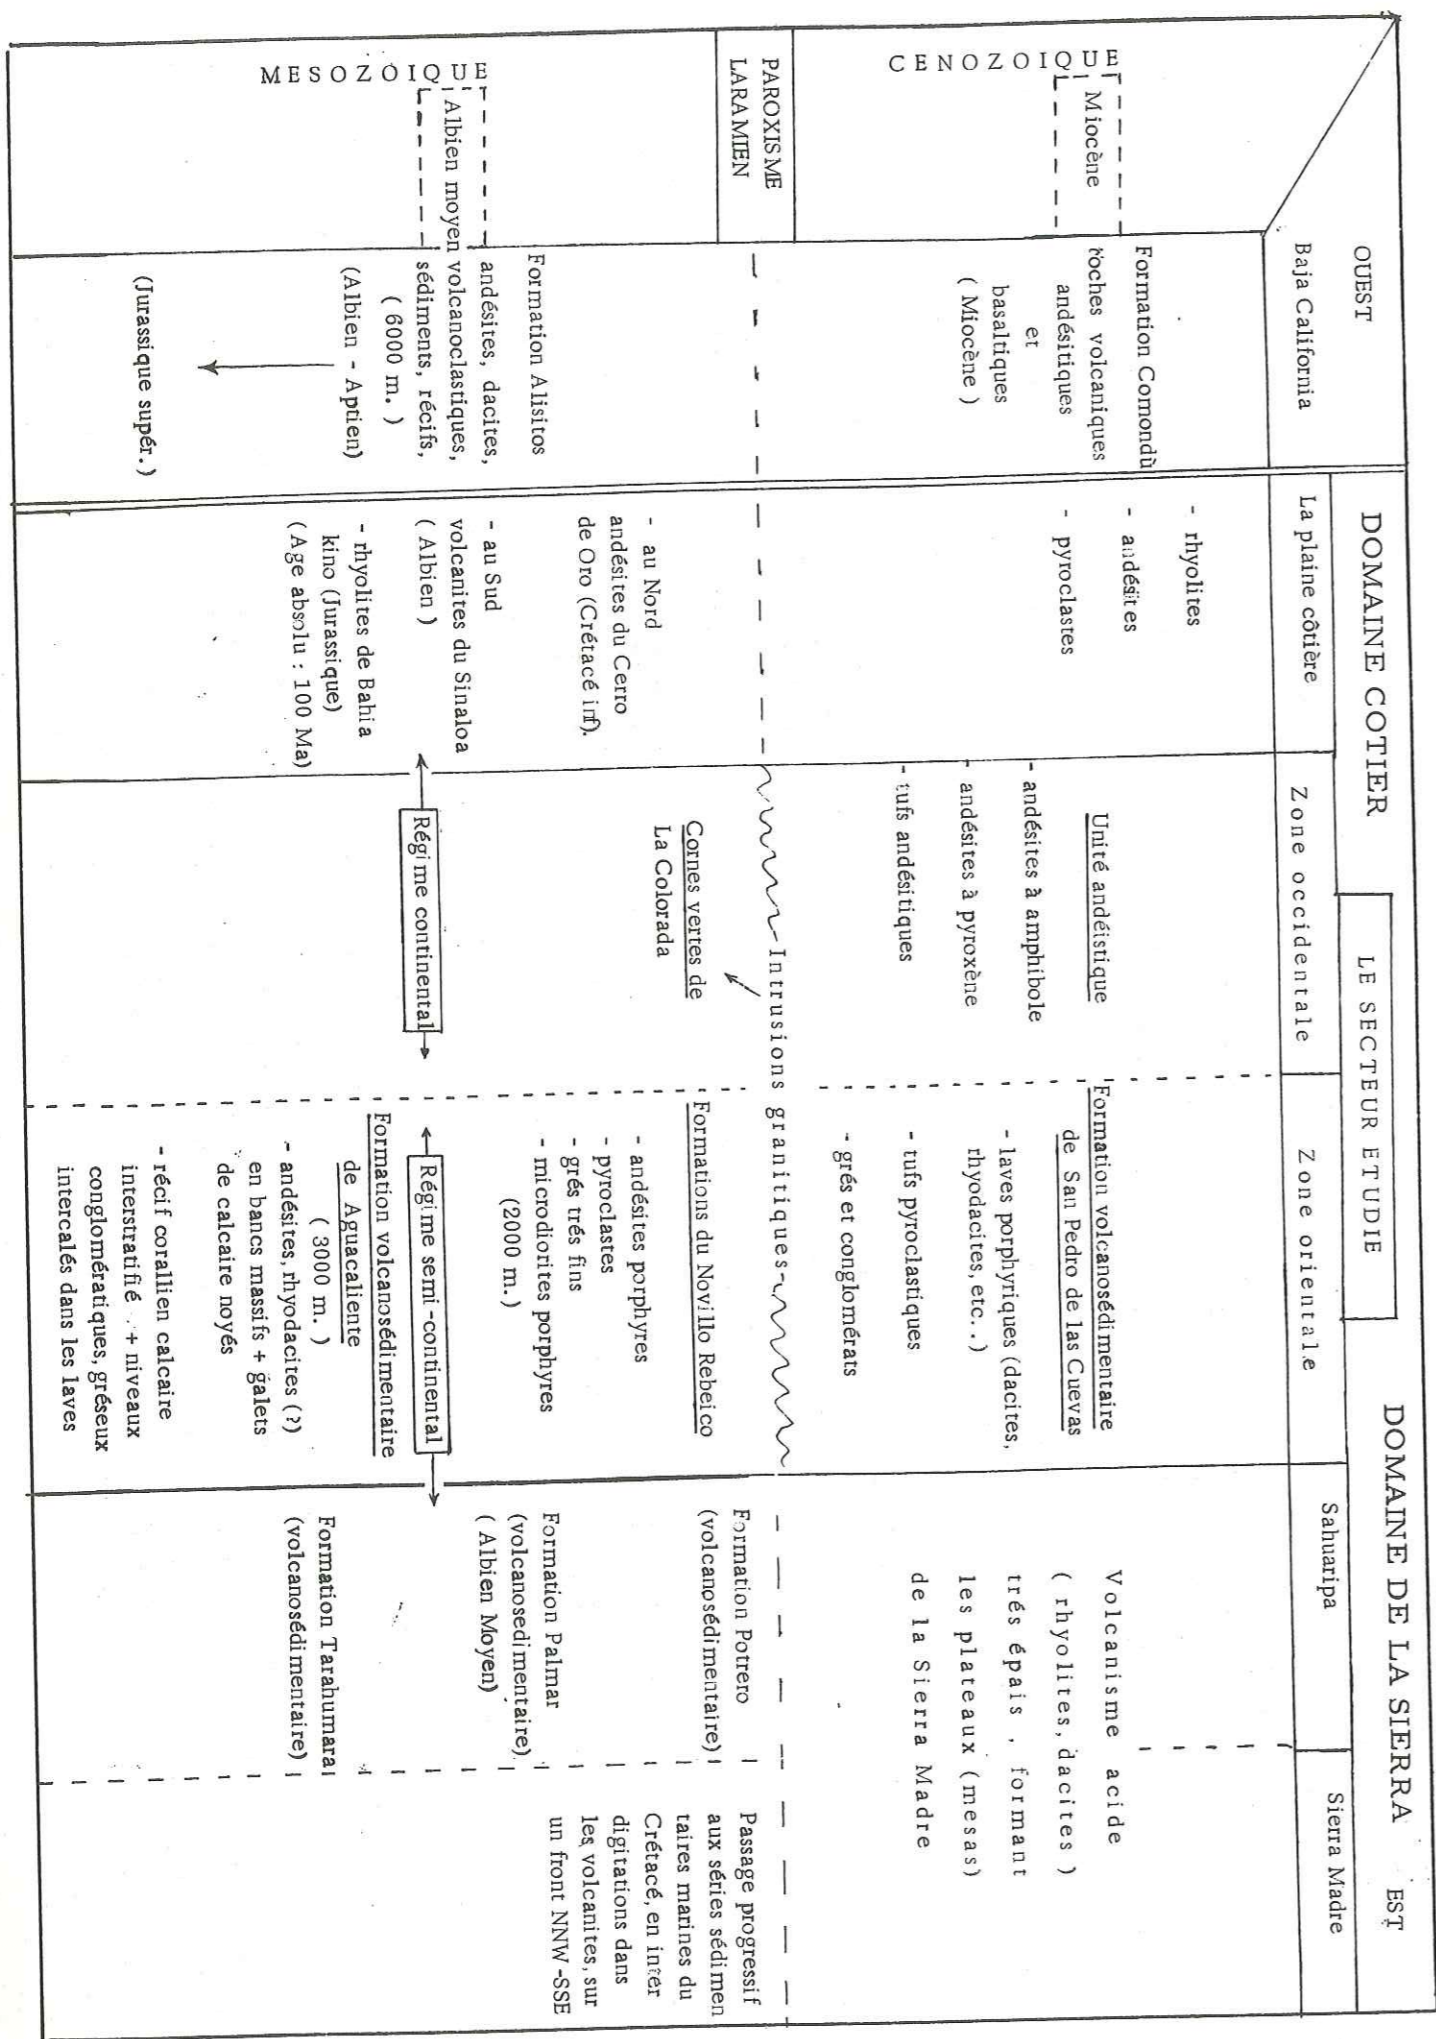 OUEST
DOMAINE COTIER
LE SECTEUR ETUDIE
DOMAINE DE LA SIERRA
EST
Baja California
La plaine côtière
Zone occidentale
Zone orientale
Sahuaripa
Sierra Madre
CENOZOIQUE
Miocène
Formation Comondù
roches volcaniques
andésitiques
et
basaltiques
( Miocène )
- rhyolites
- andésites
- pyroclastes
Unité andéistique
- andésites à amphibole
- andésites à pyroxène
- tufs andésitiques
Formation volcanosédimentaire
de San Pedro de las Cuevas
- laves porphyriques (dacites,
rhyodacites, etc. . )
- tufs pyroclastiques
- grés et conglomérats
Volcanisme acide
( rhyolites, dacites )
trés épais , formant
les plateaux (mesas)
de la Sierra Madre
PAROXISME
LARAMIEN
Intrusions granitiques
MESOZOIQUE
Albien moyen
Formation Alisitos
andésites, dacites,
volcanoclastiques,
sédiments, récifs,
( 6000 m. )
(Albien - Aptien)
(Jurassique supér. )
- au Nord
andésites du Cerro
de Oro (Crétacé inf).
- au Sud
volcanites du Sinaloa
( Albien )
- rhyolites de Bahia
kino (Jurassique)
( Age absolu : 100 Ma)
Cornes vertes de
La Colorada
Régime continental
Formations du Novillo Rebeico
- andésites porphyres
- pyroclastes
- grés trés fins
- microdiorites porphyres
(2000 m. )
Régime semi-continental
Formation volcanosédimentaire
de Aguacaliente
( 3000 m. )
- andésites, rhyodacites (?)
en bancs massifs + galets
de calcaire noyés
- récif corallien calcaire
interstratifié . + niveaux
conglomératiques, gréseux
intercalés dans les laves
Formation Potrero
(volcanosédimentaire)
Formation Palmar
(volcanosedimentaire)
( Albien Moyen)
Formation Tarahumara
(volcanosédimentaire)
Passage progressif
aux séries sédimen
taires marines du
Crétacé, en inter
digitations dans
les volcanites, sur
un front NNW-SSE